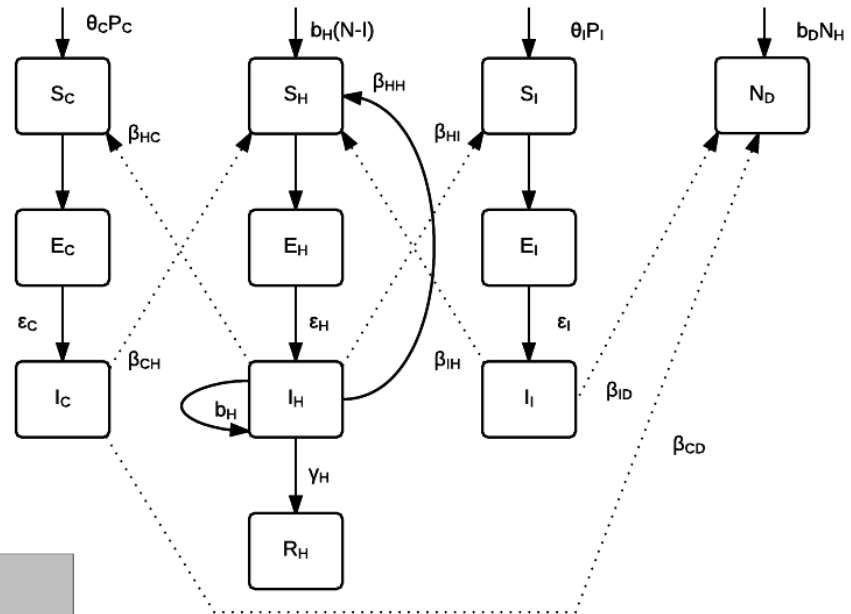 θCPC
bH(N-I)
θIPI
bDNH
SC
SH
βHH
SI
ND
βHC
βHI
EC
EH
EI
εC
εH
εI
βCH
βIH
IC
bH
IH
II
βID
βCD
γH
RH